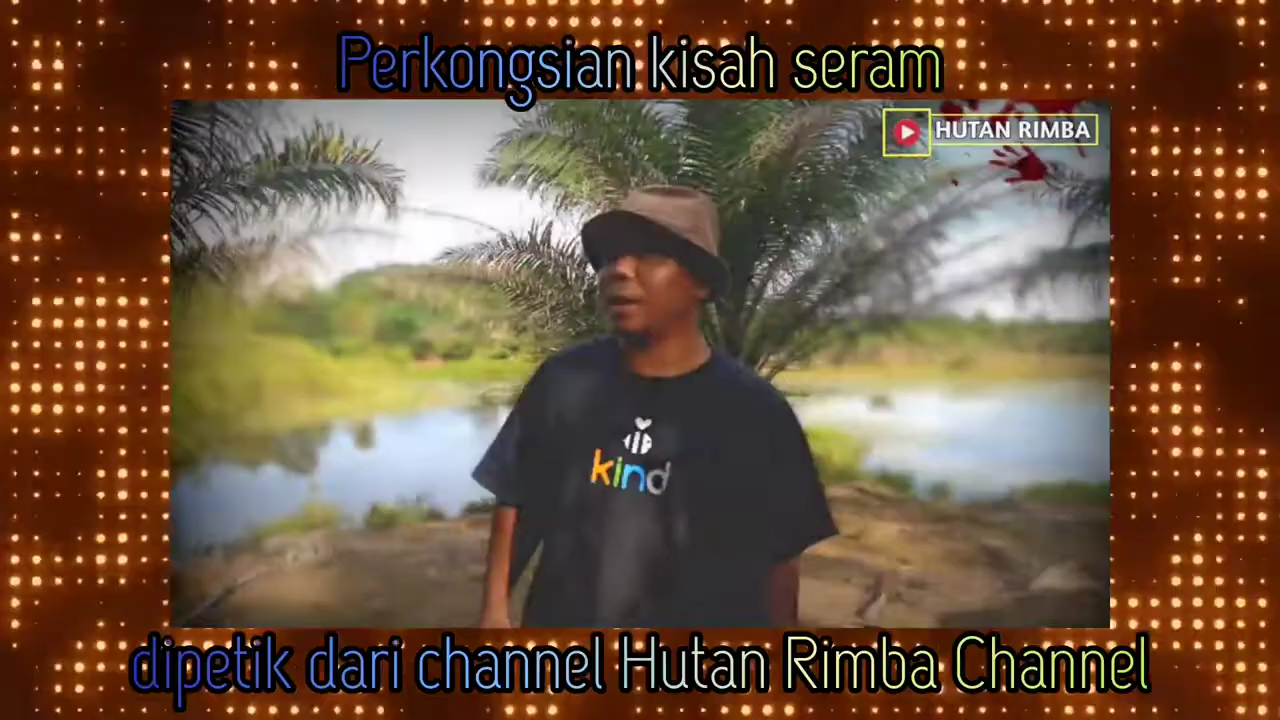 Perkongsian kisah seram
HUTAN RIMBA
kind
dipetik dari channel Hutan Rimba Channel